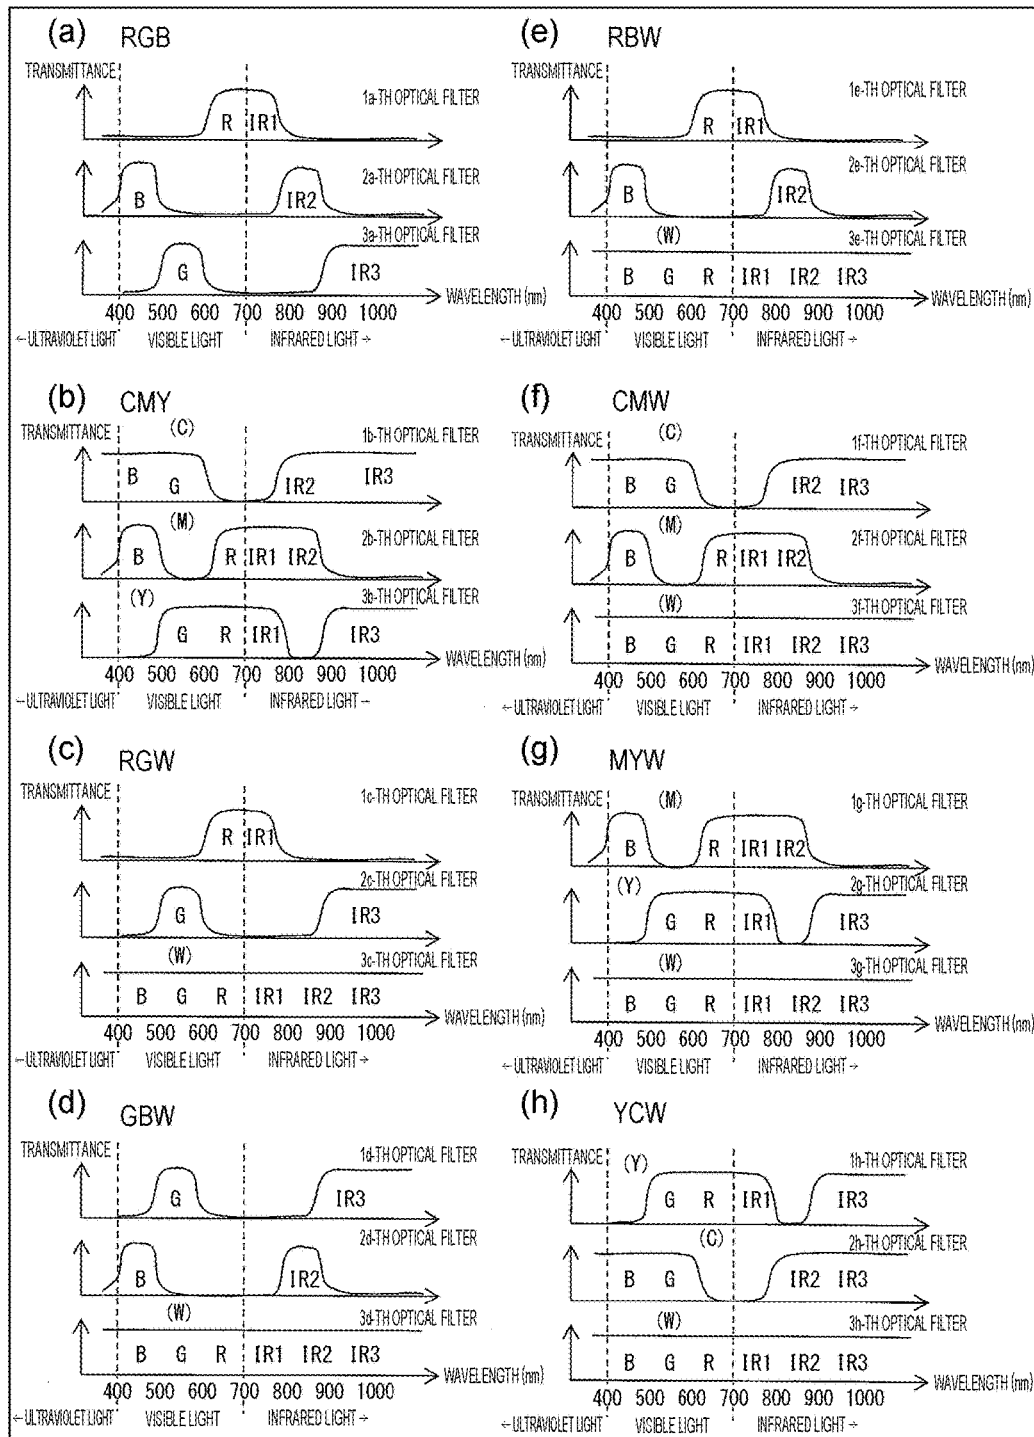 (a) RGB
TRANSMITTANCE
1a-TH OPTICAL FILTER
R IR1
2a-TH OPTICAL FILTER
B IR2
3a-TH OPTICAL FILTER
G IR3
WAVELENGTH (nm)
400 500 600 700 800 900 1000
←ULTRAVIOLET LIGHT VISIBLE LIGHT INFRARED LIGHT→
(b) CMY
TRANSMITTANCE
(C)
1b-TH OPTICAL FILTER
B G IR2 IR3
(M)
2b-TH OPTICAL FILTER
B R IR1 IR2
(Y)
3b-TH OPTICAL FILTER
G R IR1 IR3
WAVELENGTH (nm)
400 500 600 700 800 900 1000
←ULTRAVIOLET LIGHT VISIBLE LIGHT INFRARED LIGHT→
(c) RGW
TRANSMITTANCE
1c-TH OPTICAL FILTER
R IR1
2c-TH OPTICAL FILTER
G IR3
(W)
3c-TH OPTICAL FILTER
B G R IR1 IR2 IR3
WAVELENGTH (nm)
400 500 600 700 800 900 1000
←ULTRAVIOLET LIGHT VISIBLE LIGHT INFRARED LIGHT→
(d) GBW
TRANSMITTANCE
1d-TH OPTICAL FILTER
G IR3
2d-TH OPTICAL FILTER
B IR2
(W)
3d-TH OPTICAL FILTER
B G R IR1 IR2 IR3
WAVELENGTH (nm)
400 500 600 700 800 900 1000
←ULTRAVIOLET LIGHT VISIBLE LIGHT INFRARED LIGHT→
(e) RBW
TRANSMITTANCE
1e-TH OPTICAL FILTER
R IR1
2e-TH OPTICAL FILTER
B IR2
(W)
3e-TH OPTICAL FILTER
B G R IR1 IR2 IR3
WAVELENGTH (nm)
400 500 600 700 800 900 1000
←ULTRAVIOLET LIGHT VISIBLE LIGHT INFRARED LIGHT→
(f) CMW
TRANSMITTANCE
(C)
1f-TH OPTICAL FILTER
B G IR2 IR3
(M)
2f-TH OPTICAL FILTER
B R IR1 IR2
(W)
3f-TH OPTICAL FILTER
B G R IR1 IR2 IR3
WAVELENGTH (nm)
400 500 600 700 800 900 1000
←ULTRAVIOLET LIGHT VISIBLE LIGHT INFRARED LIGHT→
(g) MYW
TRANSMITTANCE
(M)
1g-TH OPTICAL FILTER
B R IR1 IR2
(Y)
2g-TH OPTICAL FILTER
G R IR1 IR3
(W)
3g-TH OPTICAL FILTER
B G R IR1 IR2 IR3
WAVELENGTH (nm)
400 500 600 700 800 900 1000
←ULTRAVIOLET LIGHT VISIBLE LIGHT INFRARED LIGHT→
(h) YCW
TRANSMITTANCE
(Y)
1h-TH OPTICAL FILTER
G R IR1 IR3
(C)
2h-TH OPTICAL FILTER
B G IR2 IR3
(W)
3h-TH OPTICAL FILTER
B G R IR1 IR2 IR3
WAVELENGTH (nm)
400 500 600 700 800 900 1000
←ULTRAVIOLET LIGHT VISIBLE LIGHT INFRARED LIGHT→